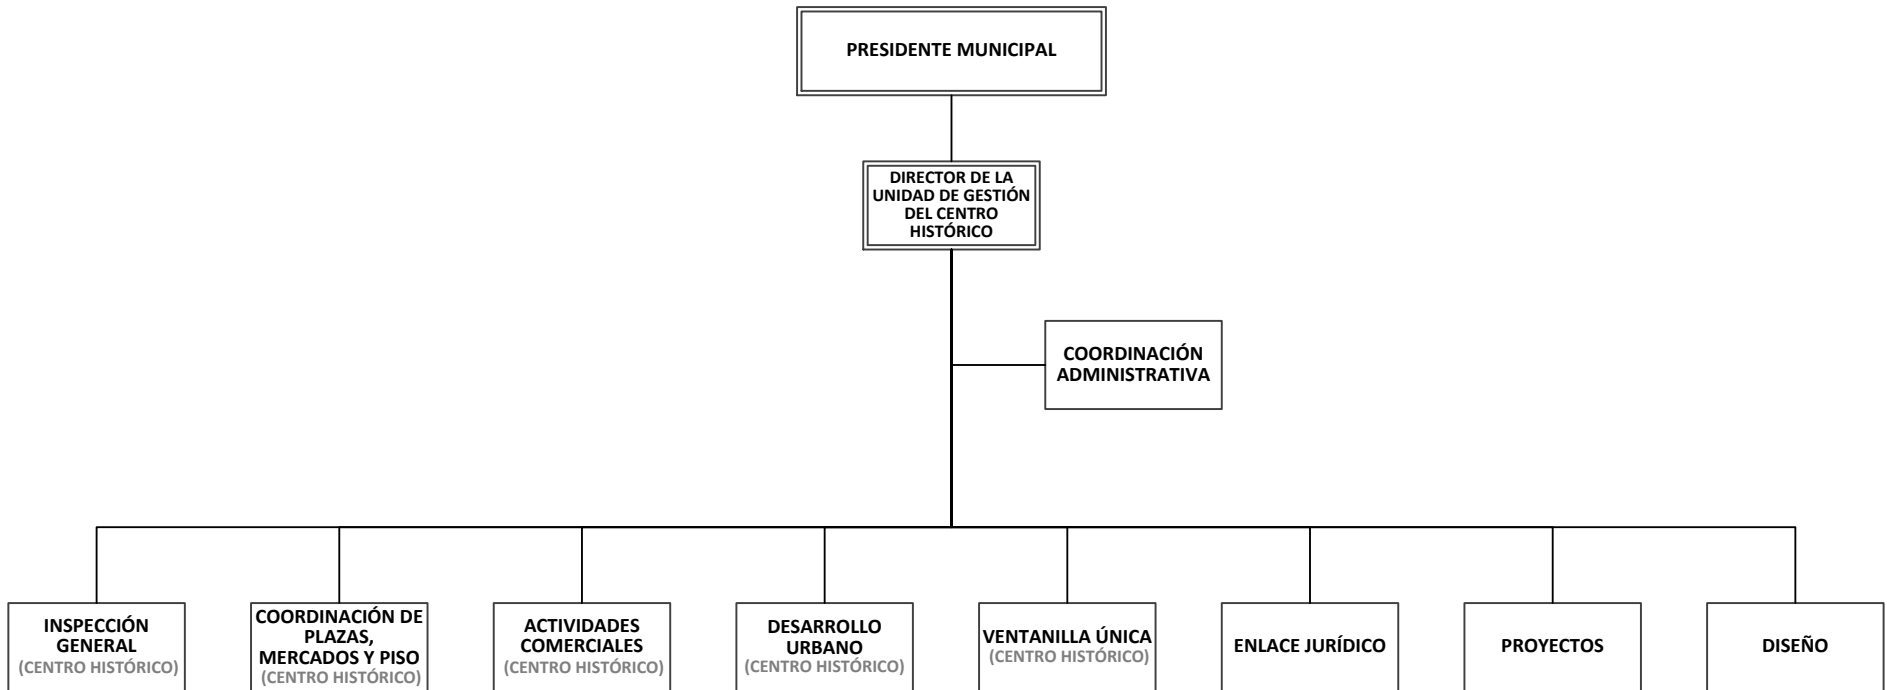 PRESIDENTE MUNICIPAL
DIRECTOR DE LA
UNIDAD DE GESTIÓN
DEL CENTRO
HISTÓRICO
COORDINACIÓN
ADMINISTRATIVA
INSPECCIÓN
GENERAL
(CENTRO HISTÓRICO)
COORDINACIÓN DE
PLAZAS,
MERCADOS Y PISO
(CENTRO HISTÓRICO)
ACTIVIDADES
COMERCIALES
(CENTRO HISTÓRICO)
DESARROLLO
URBANO
(CENTRO HISTÓRICO)
VENTANILLA ÚNICA
(CENTRO HISTÓRICO)
ENLACE JURÍDICO
PROYECTOS
DISEÑO